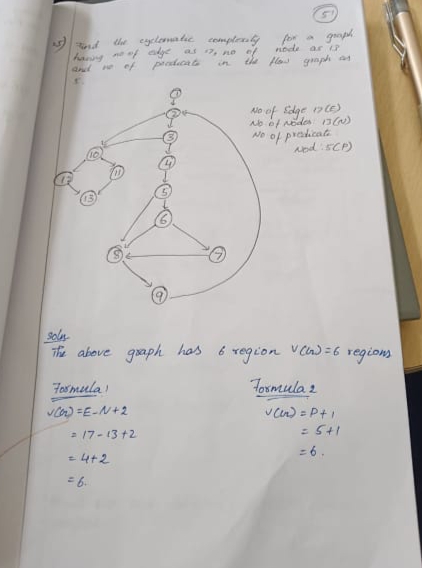 5
5) Find the cyclomatic complexity for a graph
having no of edge as 17, no of node as 13
and no of predicate in the flow graph as
5.
1
2
3
10
4
12
11
5
13
6
8
7
9
No of Edge 17(E)
No of Nodes: 13(N)
No of predicate
Nod : 5(P)
Soln
The above graph has 6 region V(G)=6 regions
Formula 1
V(G) = E-N+2
= 17-13+2
= 4+2
= 6.
Formula 2
V(G) = P+1
= 5+1
= 6.